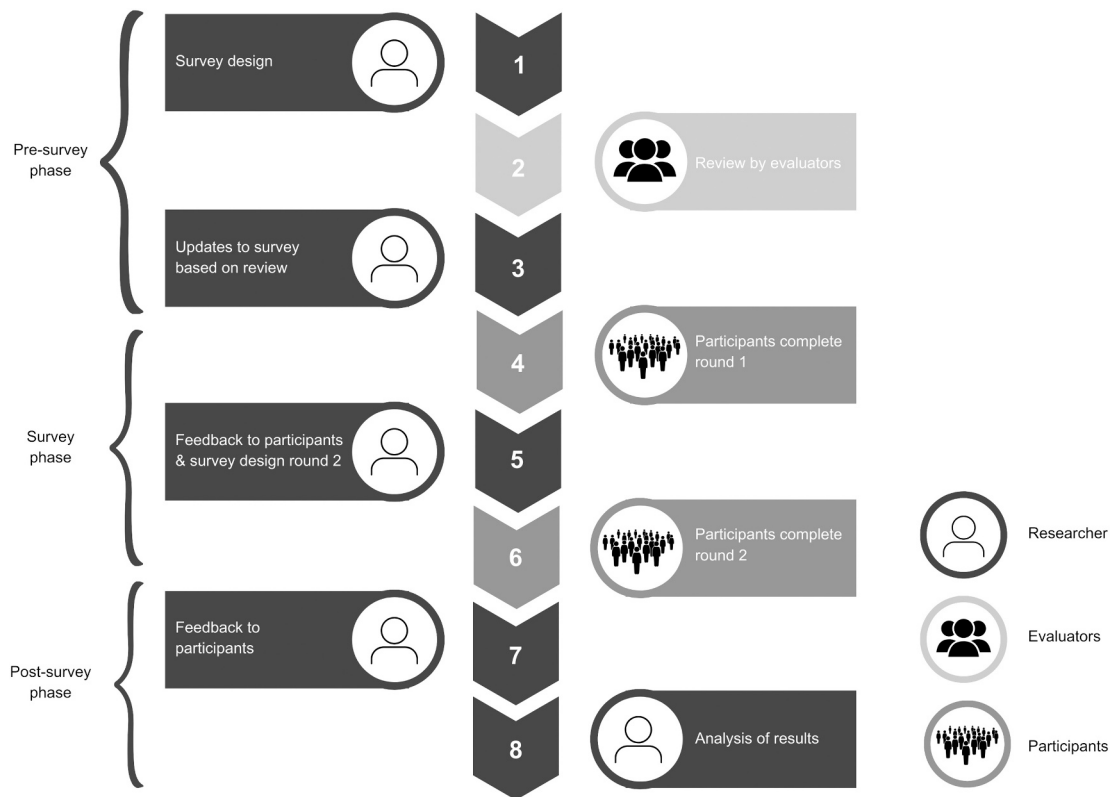 Pre-survey
phase
Survey design
1
2
Review by evaluators
Updates to survey
based on review
3
Survey
phase
4
Participants complete
round 1
Feedback to participants
& survey design round 2
5
6
Participants complete
round 2
Post-survey
phase
Feedback to
participants
7
8
Analysis of results
Researcher
Evaluators
Participants